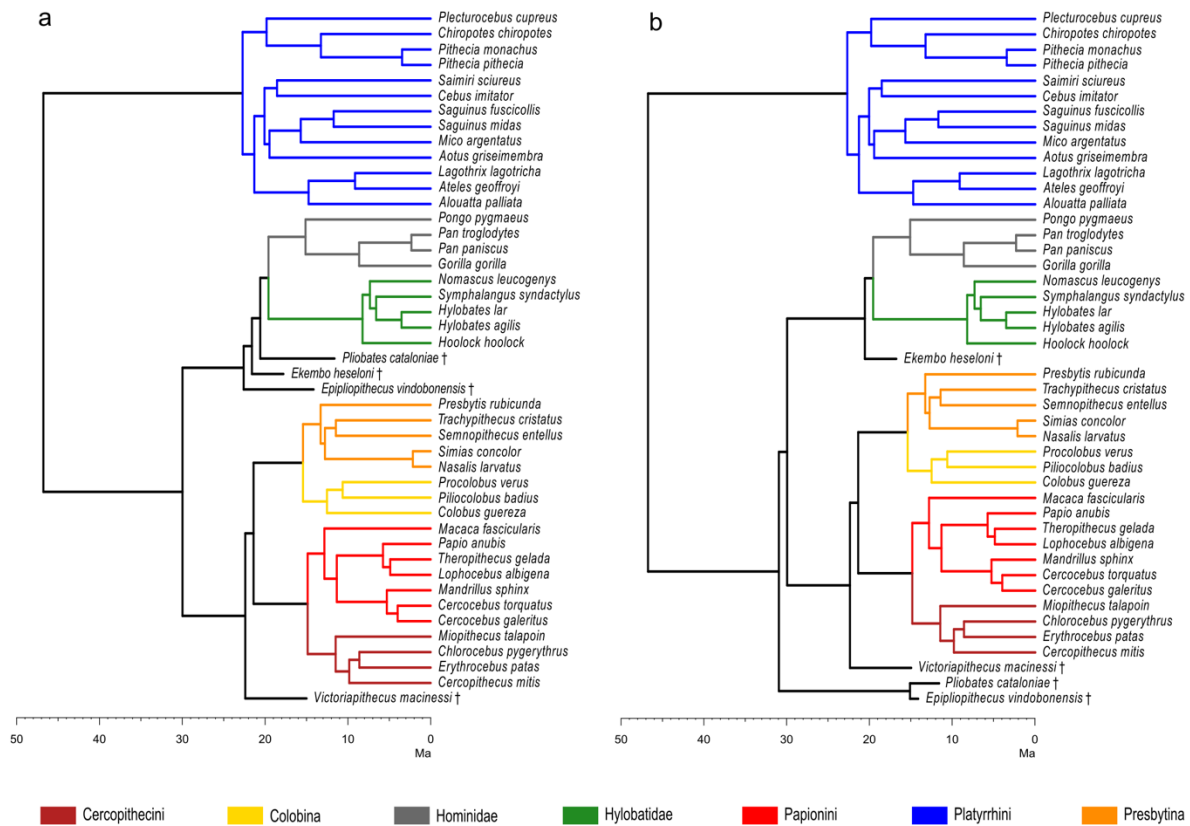 a
Plecturocebus cupreus
Chiropotes chiropotes
Pithecia monachus
Pithecia pithecia
Saimiri sciureus
Cebus imitator
Saguinus fuscicollis
Saguinus midas
Mico argentatus
Aotus griseimembra
Lagothrix lagotricha
Ateles geoffroyi
Alouatta palliata
Pongo pygmaeus
Pan troglodytes
Pan paniscus
Gorilla gorilla
Nomascus leucogenys
Symphalangus syndactylus
Hylobates lar
Hylobates agilis
Hoolock hoolock
Pliobates cataloniae †
Ekembo heseloni †
Epipliopithecus vindobonensis †
Presbytis rubicunda
Trachypithecus cristatus
Semnopithecus entellus
Simias concolor
Nasalis larvatus
Procolobus verus
Piliocolobus badius
Colobus guereza
Macaca fascicularis
Papio anubis
Theropithecus gelada
Lophocebus albigena
Mandrillus sphinx
Cercocebus torquatus
Cercocebus galeritus
Miopithecus talapoin
Chlorocebus pygerythrus
Erythrocebus patas
Cercopithecus mitis
Victoriapithecus macinessi †
50 40 30 20 10 0
Ma
b
Plecturocebus cupreus
Chiropotes chiropotes
Pithecia monachus
Pithecia pithecia
Saimiri sciureus
Cebus imitator
Saguinus fuscicollis
Saguinus midas
Mico argentatus
Aotus griseimembra
Lagothrix lagotricha
Ateles geoffroyi
Alouatta palliata
Pongo pygmaeus
Pan troglodytes
Pan paniscus
Gorilla gorilla
Nomascus leucogenys
Symphalangus syndactylus
Hylobates lar
Hylobates agilis
Hoolock hoolock
Ekembo heseloni †
Presbytis rubicunda
Trachypithecus cristatus
Semnopithecus entellus
Simias concolor
Nasalis larvatus
Procolobus verus
Piliocolobus badius
Colobus guereza
Macaca fascicularis
Papio anubis
Theropithecus gelada
Lophocebus albigena
Mandrillus sphinx
Cercocebus torquatus
Cercocebus galeritus
Miopithecus talapoin
Chlorocebus pygerythrus
Erythrocebus patas
Cercopithecus mitis
Victoriapithecus macinessi †
Pliobates cataloniae †
Epipliopithecus vindobonensis †
50 40 30 20 10 0
Ma
Cercopithecini Colobina Hominidae Hylobatidae Papionini Platyrrhini Presbytina